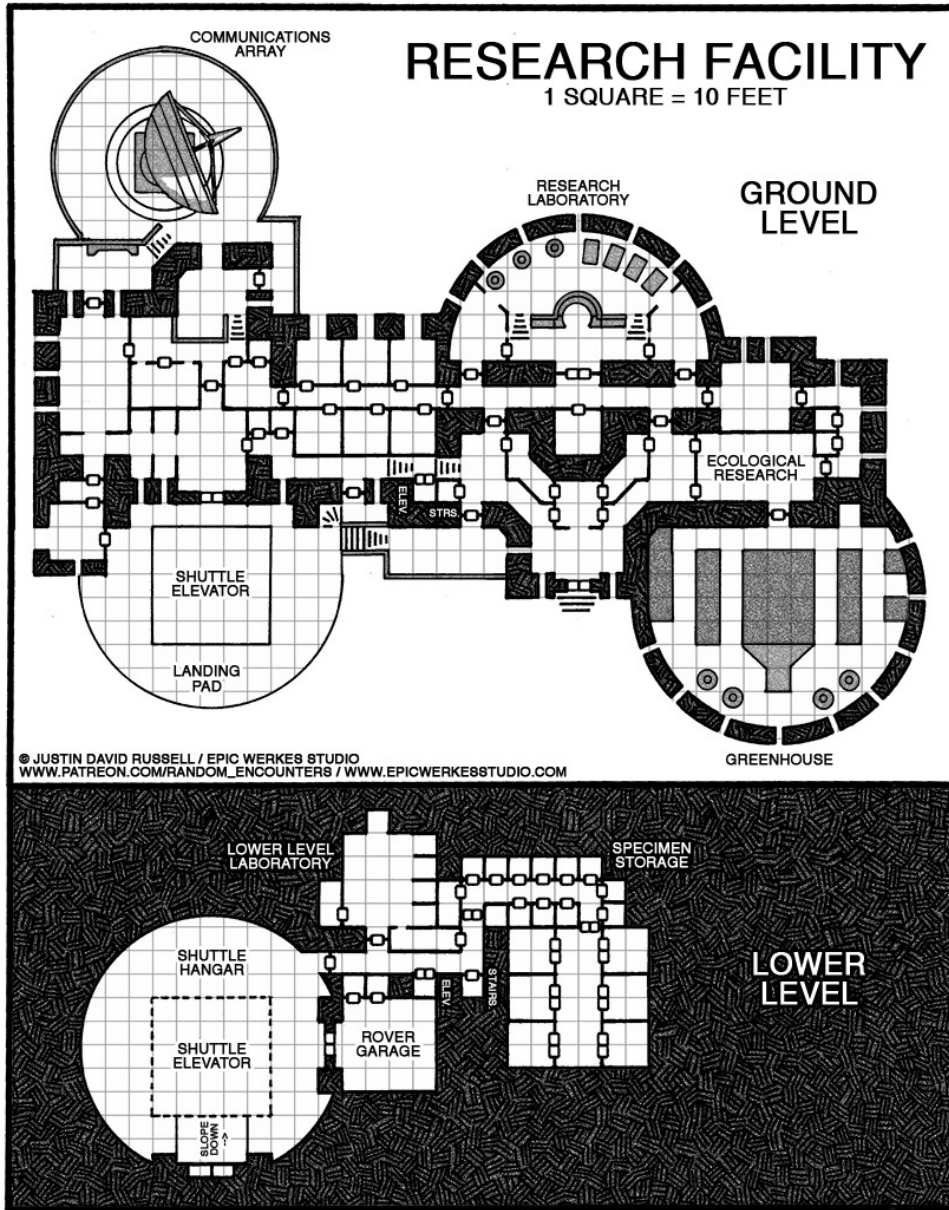 COMMUNICATIONS
ARRAY
RESEARCH FACILITY
1 SQUARE = 10 FEET
RESEARCH
LABORATORY
GROUND
LEVEL
ECOLOGICAL
RESEARCH
ELEV.
STRS.
SHUTTLE
ELEVATOR
LANDING
PAD
GREENHOUSE
© JUSTIN DAVID RUSSELL / EPIC WERKES STUDIO
WWW.PATREON.COM/RANDOM_ENCOUNTERS / WWW.EPICWERKESSTUDIO.COM
LOWER LEVEL
LABORATORY
SPECIMEN
STORAGE
SHUTTLE
HANGAR
ELEV.
STAIRS
LOWER
LEVEL
ROVER
GARAGE
SHUTTLE
ELEVATOR
SLOPE
DOWN -->